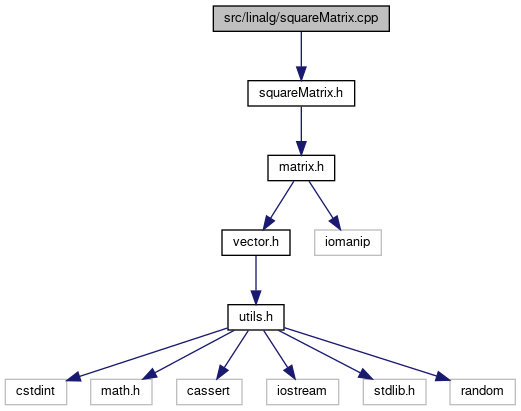 src/linalg/squareMatrix.cpp
squareMatrix.h
matrix.h
vector.h
iomanip
utils.h
cstdint
math.h
cassert
iostream
stdlib.h
random